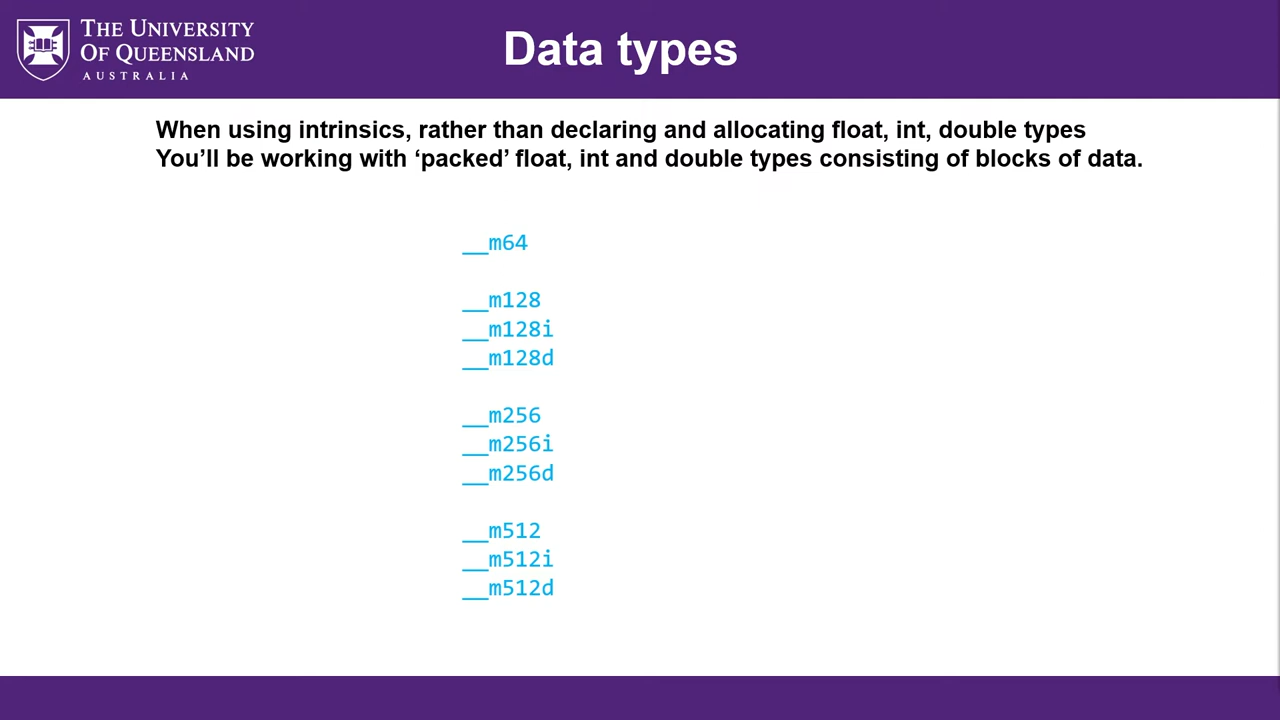 THE UNIVERSITY
OF QUEENSLAND
AUSTRALIA
Data types
When using intrinsics, rather than declaring and allocating float, int, double types
You’ll be working with ‘packed’ float, int and double types consisting of blocks of data.
__m64
__m128
__m128i
__m128d
__m256
__m256i
__m256d
__m512
__m512i
__m512d